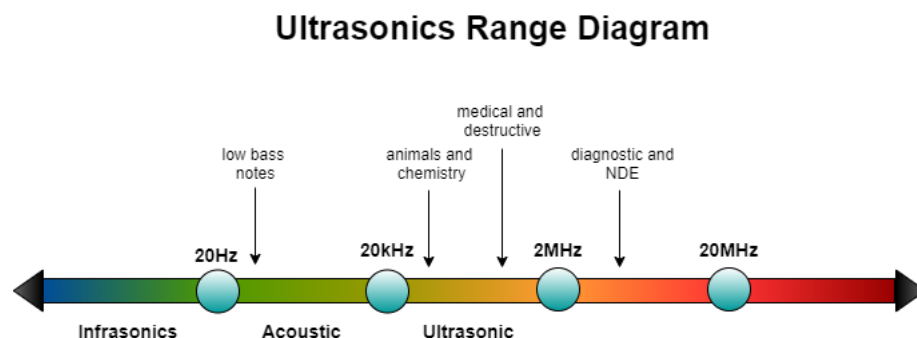 Ultrasonics Range Diagram
medical and
destructive
low bass
notes
animals and
chemistry
diagnostic and
NDE
20Hz
20kHz
2MHz
20MHz
Infrasonics
Acoustic
Ultrasonic